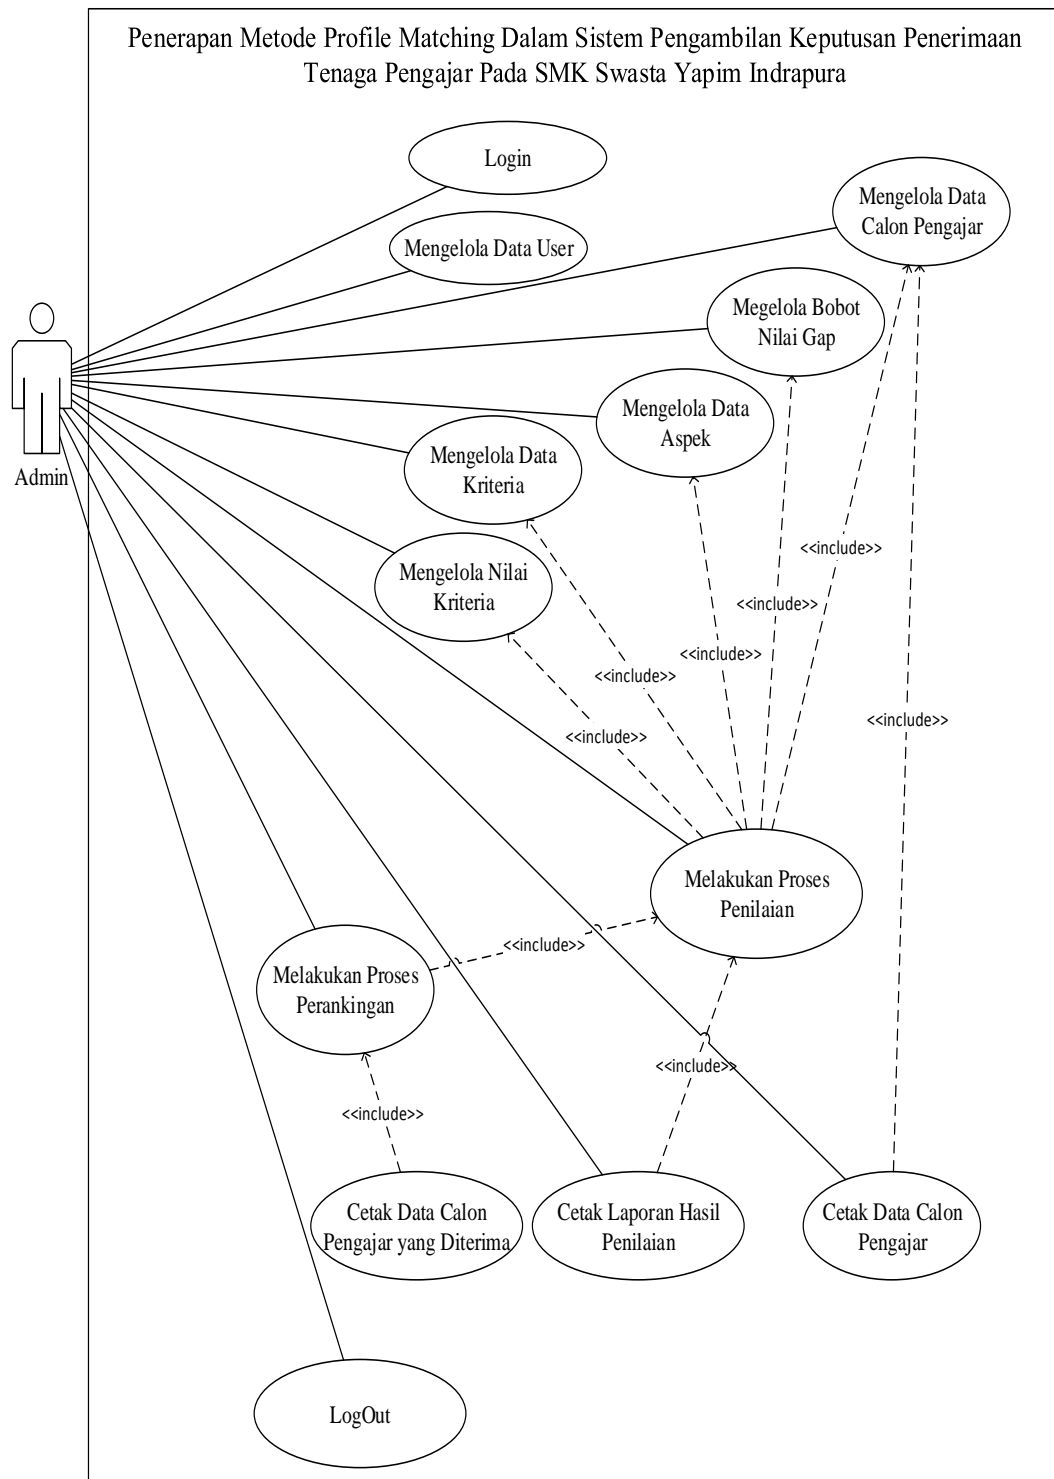 Penerapan Metode Profile Matching Dalam Sistem Pengambilan Keputusan Penerimaan
Tenaga Pengajar Pada SMK Swasta Yapim Indrapura
Login
Mengelola Data
Calon Pengajar
Mengelola Data User
Megelola Bobot
Nilai Gap
Mengelola Data
Aspek
Mengelola Data
Kriteria
Admin
Mengelola Nilai
Kriteria
<<include>>
<<include>>
<<include>>
<<include>>
<<include>>
<<include>>
Melakukan Proses
Penilaian
<<include>>
Melakukan Proses
Perankingan
<<include>>
<<include>>
Cetak Data Calon
Pengajar yang Diterima
Cetak Laporan Hasil
Penilaian
Cetak Data Calon
Pengajar
LogOut